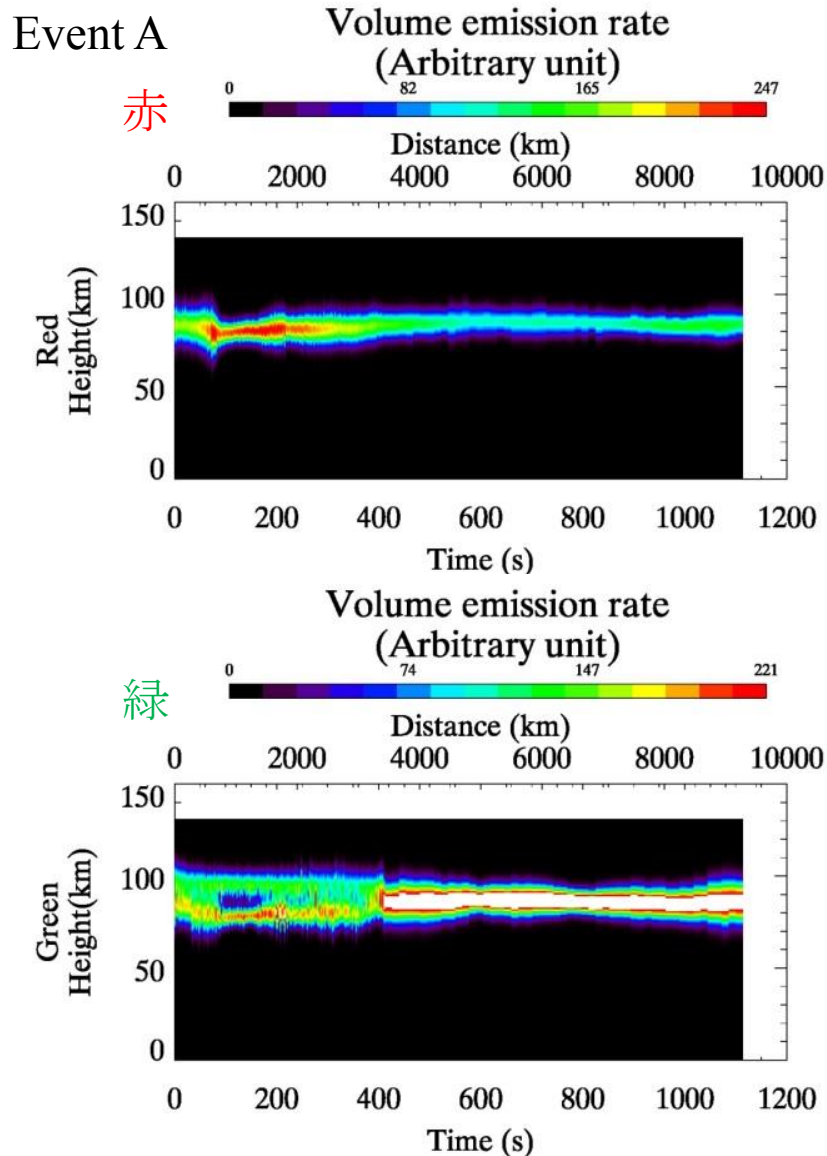 Event A
Volume emission rate
(Arbitrary unit)
赤
0 82 165 247
Distance (km)
0 2000 4000 6000 8000 10000
150
100
50
0
Red
Height(km)
0 200 400 600 800 1000 1200
Time (s)
Volume emission rate
(Arbitrary unit)
緑
0 74 147 221
Distance (km)
0 2000 4000 6000 8000 10000
150
100
50
0
Green
Height(km)
0 200 400 600 800 1000 1200
Time (s)